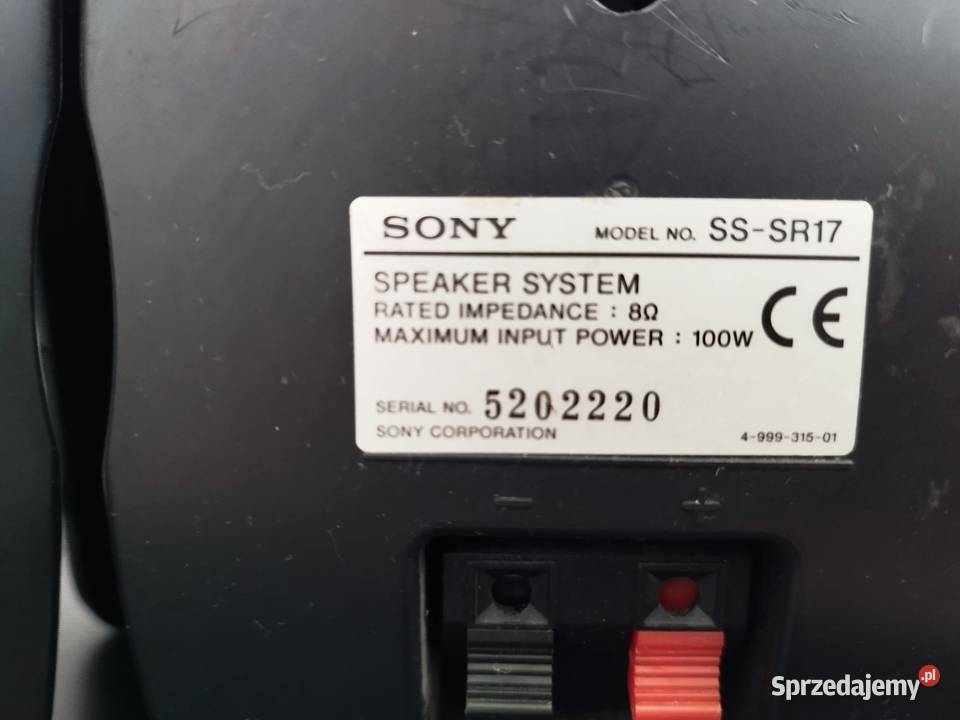 SONY MODEL NO. SS-SR17
SPEAKER SYSTEM
RATED IMPEDANCE : 8Ω
MAXIMUM INPUT POWER : 100W
CE
SERIAL NO. 5202220
SONY CORPORATION 4-999-315-01
− +
Sprzedajemy.pl